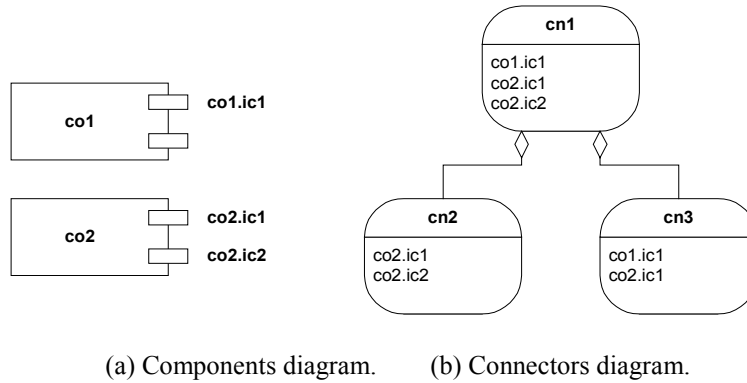 co1
co1.ic1
co2
co2.ic1
co2.ic2
cn1
co1.ic1
co2.ic1
co2.ic2
cn2
co2.ic1
co2.ic2
cn3
co1.ic1
co2.ic1
(a) Components diagram.
(b) Connectors diagram.